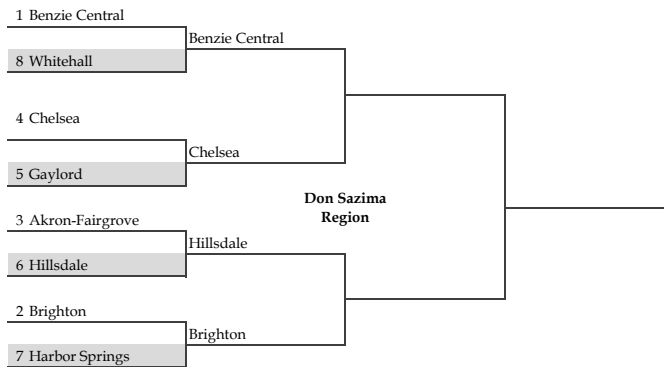 1 Benzie Central
Benzie Central
8 Whitehall
4 Chelsea
Chelsea
5 Gaylord
Don Sazima
Region
3 Akron-Fairgrove
Hillsdale
6 Hillsdale
2 Brighton
Brighton
7 Harbor Springs